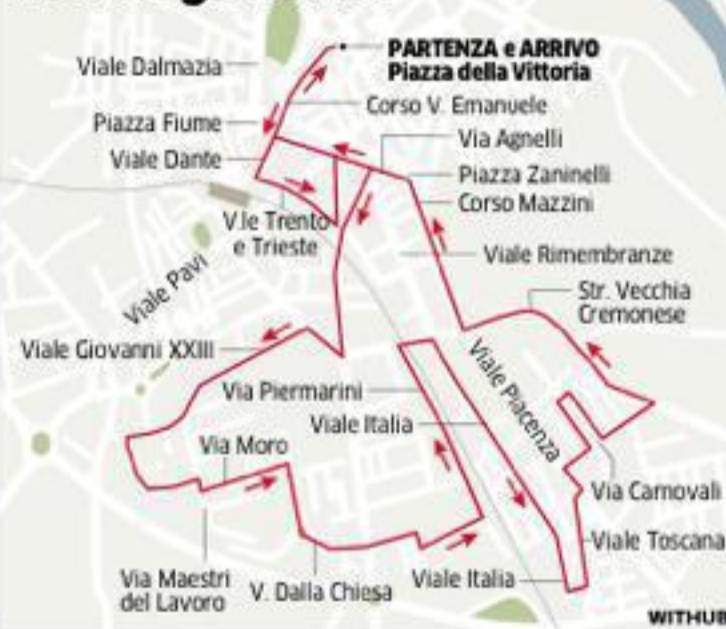 PARTENZA e ARRIVO
Piazza della Vittoria
Viale Dalmazia
Corso V. Emanuele
Piazza Fiume
Via Agnelli
Viale Dante
Piazza Zaninelli
Corso Mazzini
V.le Trento
e Trieste
Viale Rimembranze
Viale Pavi
Str. Vecchia
Cremonese
Viale Giovanni XXIII
Viale Piacenza
Via Piermarini
Viale Italia
Via Moro
Via Carnovali
Viale Toscana
Via Maestri
del Lavoro
V. Dalla Chiesa
Viale Italia
WITHUB